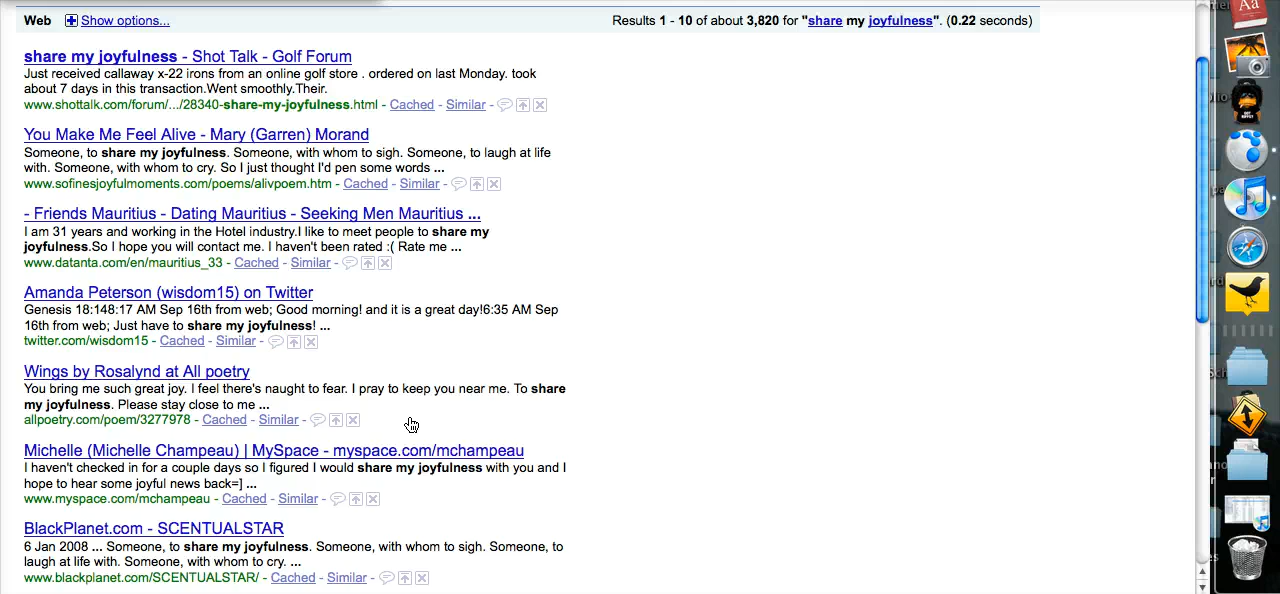 Web Show options... Results 1 - 10 of about 3,820 for "share my joyfulness". (0.22 seconds)
share my joyfulness - Shot Talk - Golf Forum
Just received callaway x-22 irons from an online golf store . ordered on last Monday. took
about 7 days in this transaction.Went smoothly.Their.
www.shottalk.com/forum/.../28340-share-my-joyfulness.html - Cached - Similar -
You Make Me Feel Alive - Mary (Garren) Morand
Someone, to share my joyfulness. Someone, with whom to sigh. Someone, to laugh at life
with. Someone, with whom to cry. So I just thought I'd pen some words ...
www.sofinesjoyfulmoments.com/poems/alivpoem.htm - Cached - Similar -
- Friends Mauritius - Dating Mauritius - Seeking Men Mauritius ...
I am 31 years and working in the Hotel industry.I like to meet people to share my
joyfulness.So I hope you will contact me. I haven't been rated :( Rate me ...
www.datanta.com/en/mauritius_33 - Cached - Similar -
Amanda Peterson (wisdom15) on Twitter
Genesis 18:148:17 AM Sep 16th from web; Good morning! and it is a great day!6:35 AM Sep
16th from web; Just have to share my joyfulness! ...
twitter.com/wisdom15 - Cached - Similar -
Wings by Rosalynd at All poetry
You bring me such great joy. I feel there's naught to fear. I pray to keep you near me. To share
my joyfulness. Please stay close to me ...
allpoetry.com/poem/3277978 - Cached - Similar -
Michelle (Michelle Champeau) | MySpace - myspace.com/mchampeau
I haven't checked in for a couple days so I figured I would share my joyfulness with you and I
hope to hear some joyful news back=] ...
www.myspace.com/mchampeau - Cached - Similar -
BlackPlanet.com - SCENTUALSTAR
6 Jan 2008 ... Someone, to share my joyfulness. Someone, with whom to sigh. Someone, to
laugh at life with. Someone, with whom to cry. ...
www.blackplanet.com/SCENTUALSTAR/ - Cached - Similar -
Aa